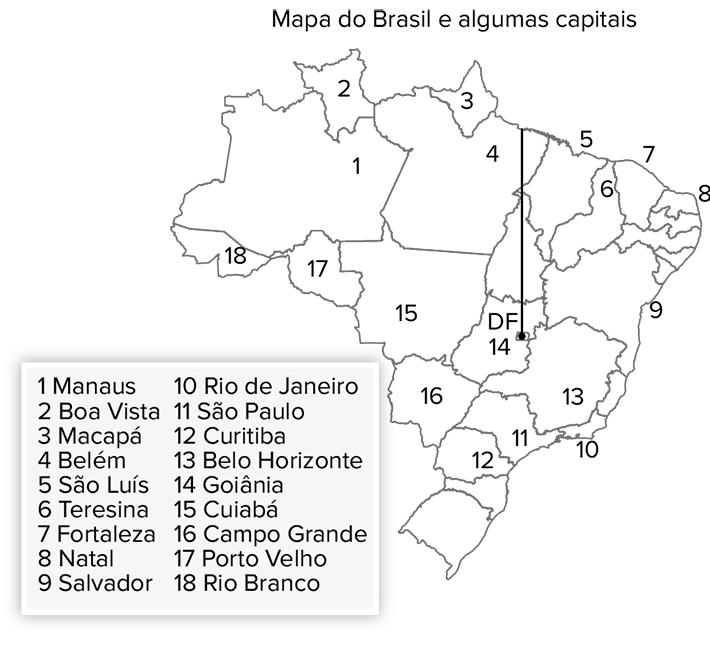 Mapa do Brasil e algumas capitais
2
3
4
5
7
1
6
8
18
17
15
DF
9
14
16
13
11
10
12
1 Manaus
2 Boa Vista
3 Macapá
4 Belém
5 São Luís
6 Teresina
7 Fortaleza
8 Natal
9 Salvador
10 Rio de Janeiro
11 São Paulo
12 Curitiba
13 Belo Horizonte
14 Goiânia
15 Cuiabá
16 Campo Grande
17 Porto Velho
18 Rio Branco